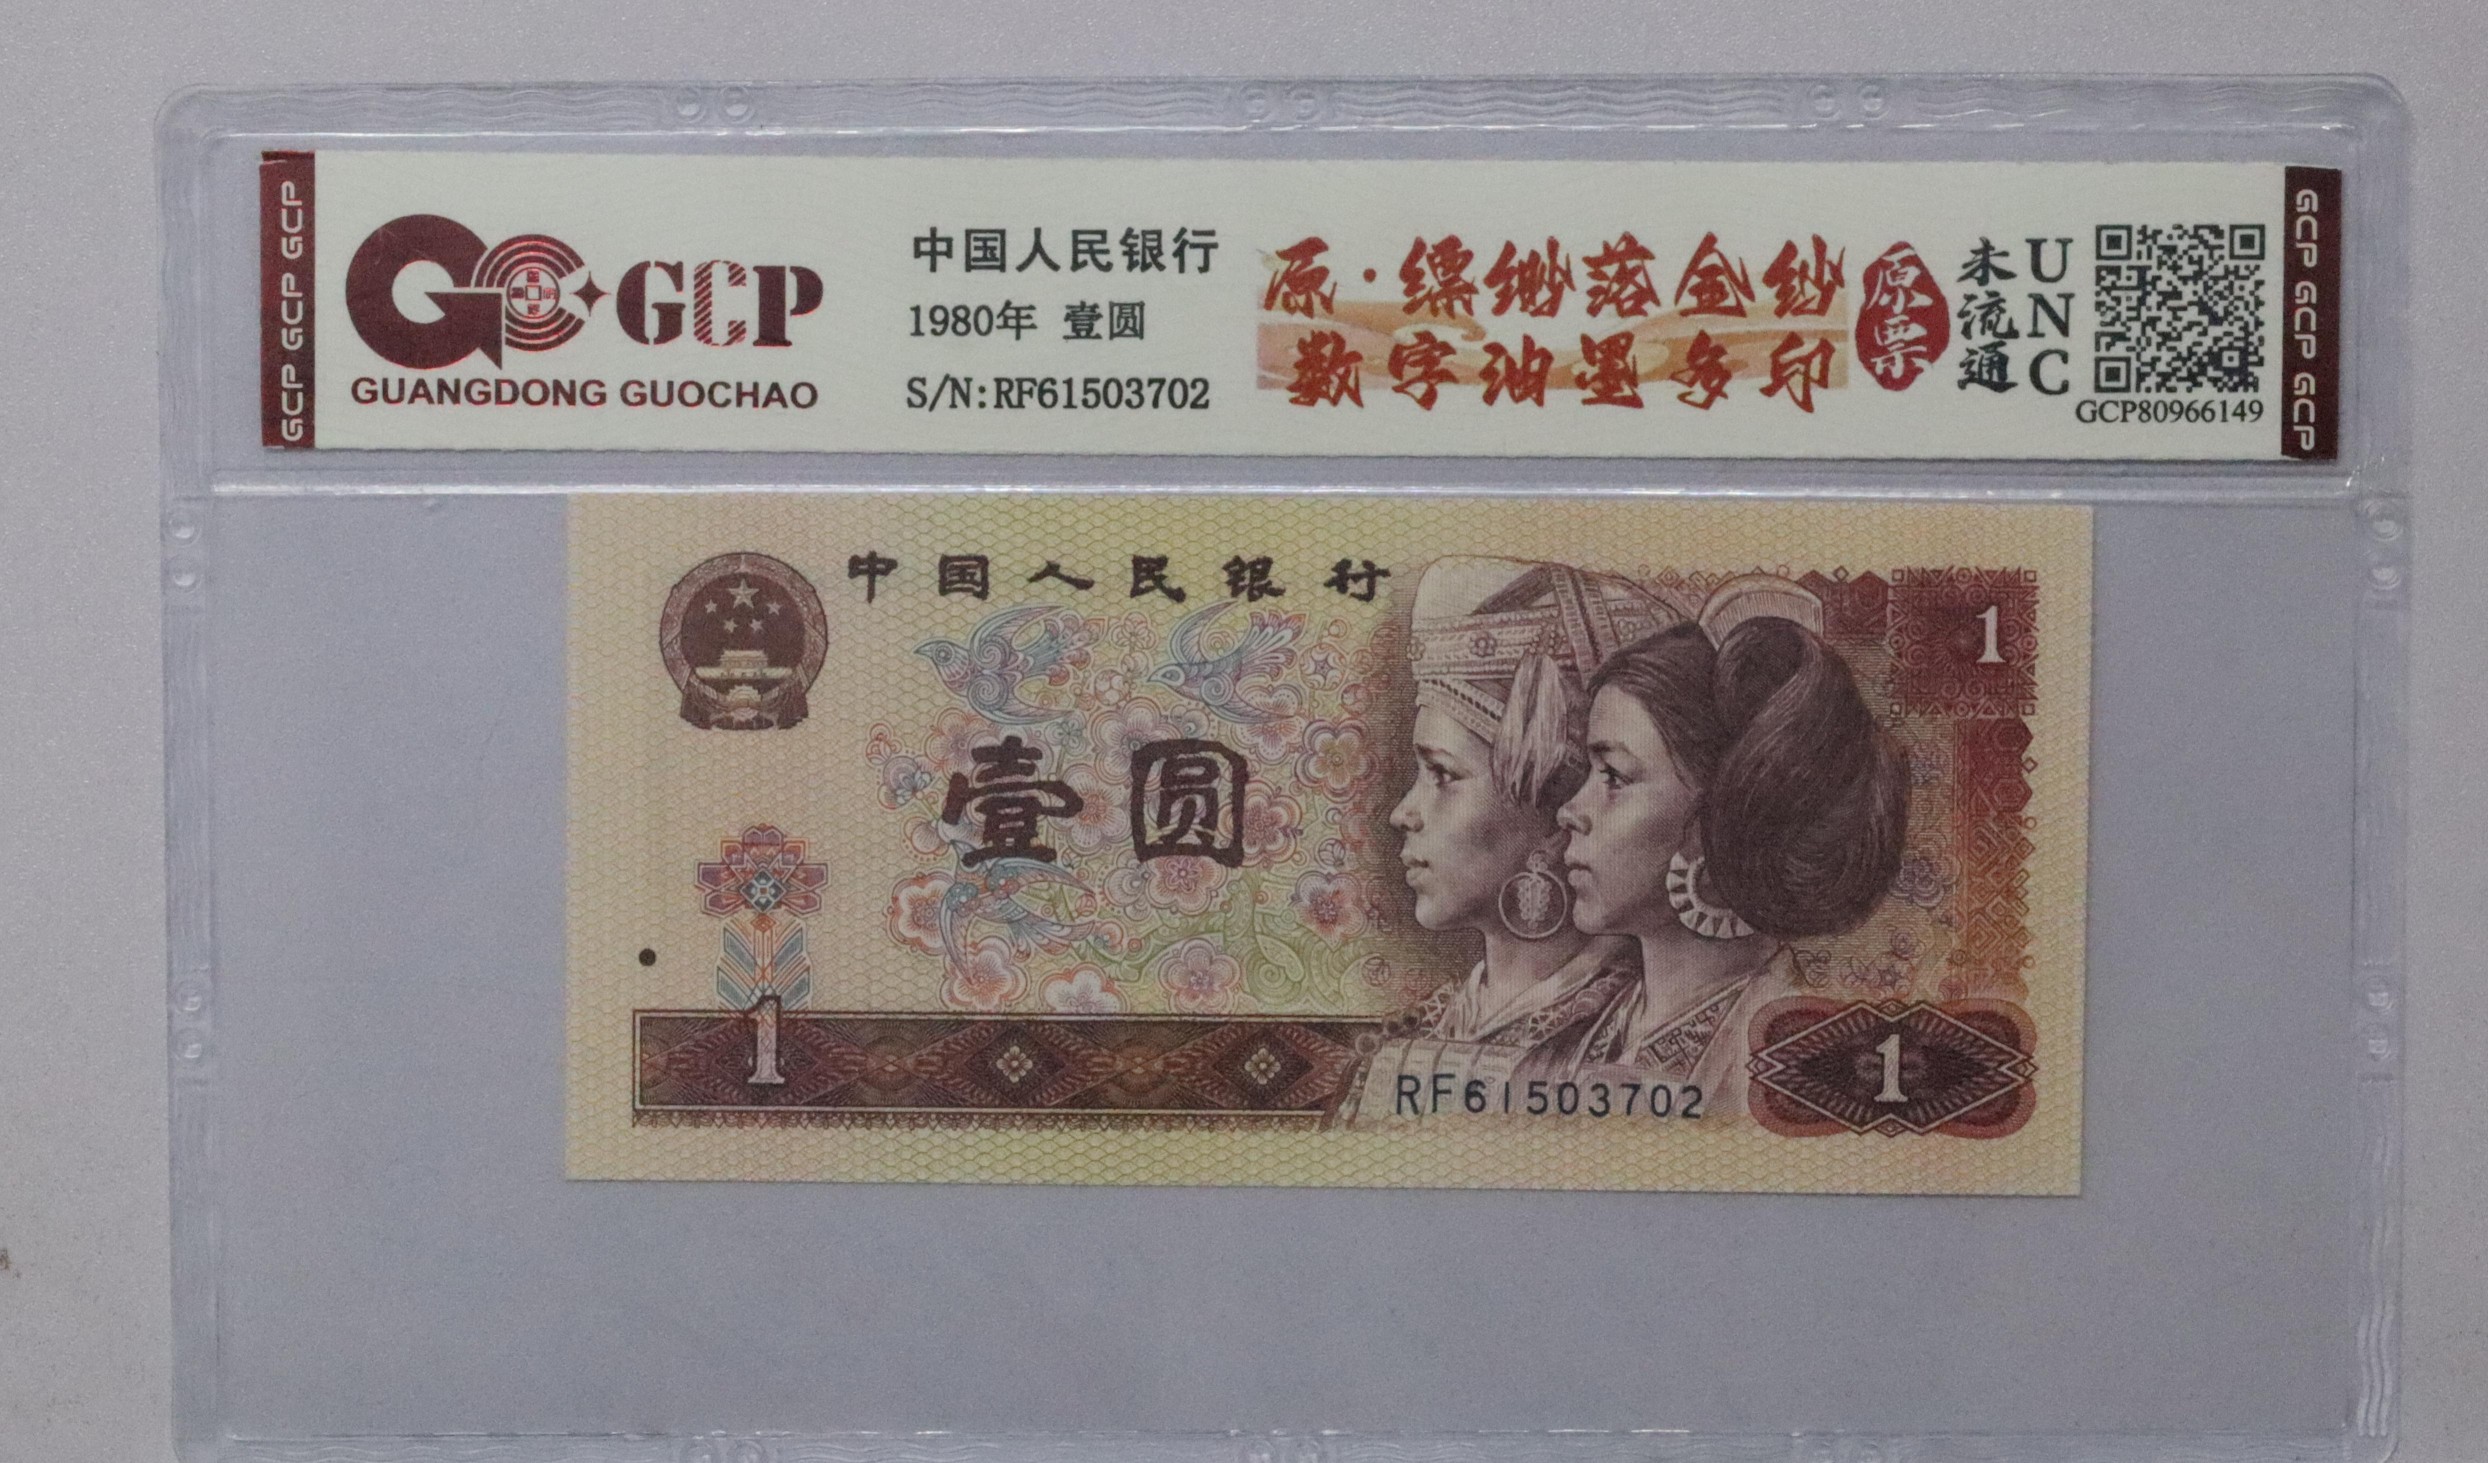 GCP GCP GCP
GCP
GUANGDONG GUOCHAO
中国人民银行
1980年 壹圆
S/N:RF61503702
原·缥缈落金纱
数字油墨多印
原票
未流通
UNC
GCP80966149
GCP GCP GCP
中国人民银行
1
壹圆
1
1
RF61503702